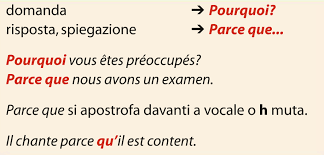 domanda ➔ Pourquoi?
risposta, spiegazione ➔ Parce que...
Pourquoi vous êtes préoccupés?
Parce que nous avons un examen.
Parce que si apostrofa davanti a vocale o h muta.
Il chante parce qu'il est content.